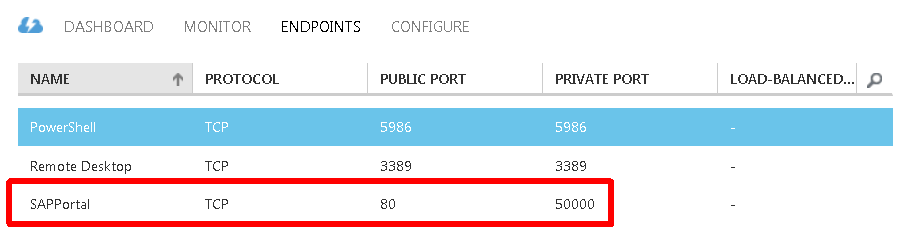 DASHBOARD MONITOR ENDPOINTS CONFIGURE
NAME PROTOCOL PUBLIC PORT PRIVATE PORT LOAD-BALANCED...
PowerShell TCP 5986 5986 -
Remote Desktop TCP 3389 3389 -
SAPPortal TCP 80 50000 -